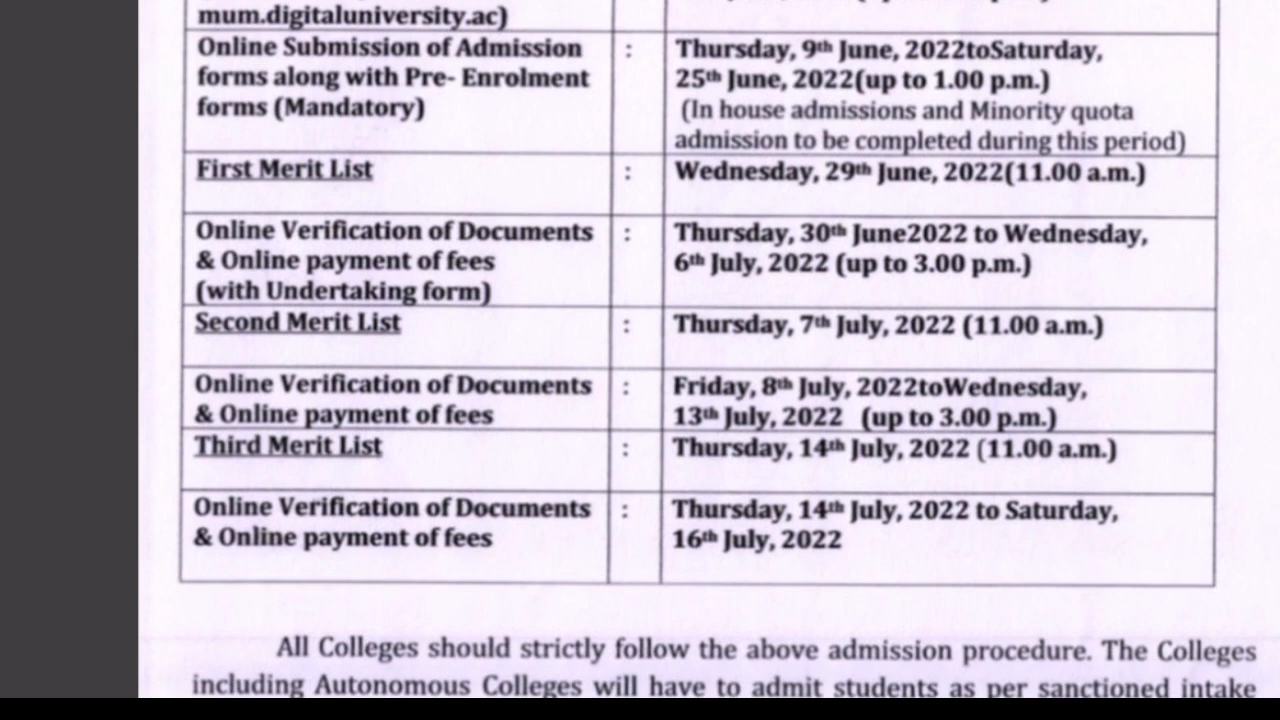 mum.digitaluniversity.ac)
Online Submission of Admission : Thursday, 9th June, 2022toSaturday,
forms along with Pre- Enrolment 25th June, 2022(up to 1.00 p.m.)
forms (Mandatory) (In house admissions and Minority quota
admission to be completed during this period)
First Merit List : Wednesday, 29th June, 2022(11.00 a.m.)
Online Verification of Documents : Thursday, 30th June2022 to Wednesday,
& Online payment of fees 6th July, 2022 (up to 3.00 p.m.)
(with Undertaking form)
Second Merit List : Thursday, 7th July, 2022 (11.00 a.m.)
Online Verification of Documents : Friday, 8th July, 2022toWednesday,
& Online payment of fees 13th July, 2022 (up to 3.00 p.m.)
Third Merit List : Thursday, 14th July, 2022 (11.00 a.m.)
Online Verification of Documents : Thursday, 14th July, 2022 to Saturday,
& Online payment of fees 16th July, 2022
All Colleges should strictly follow the above admission procedure. The Colleges
including Autonomous Colleges will have to admit students as per sanctioned intake